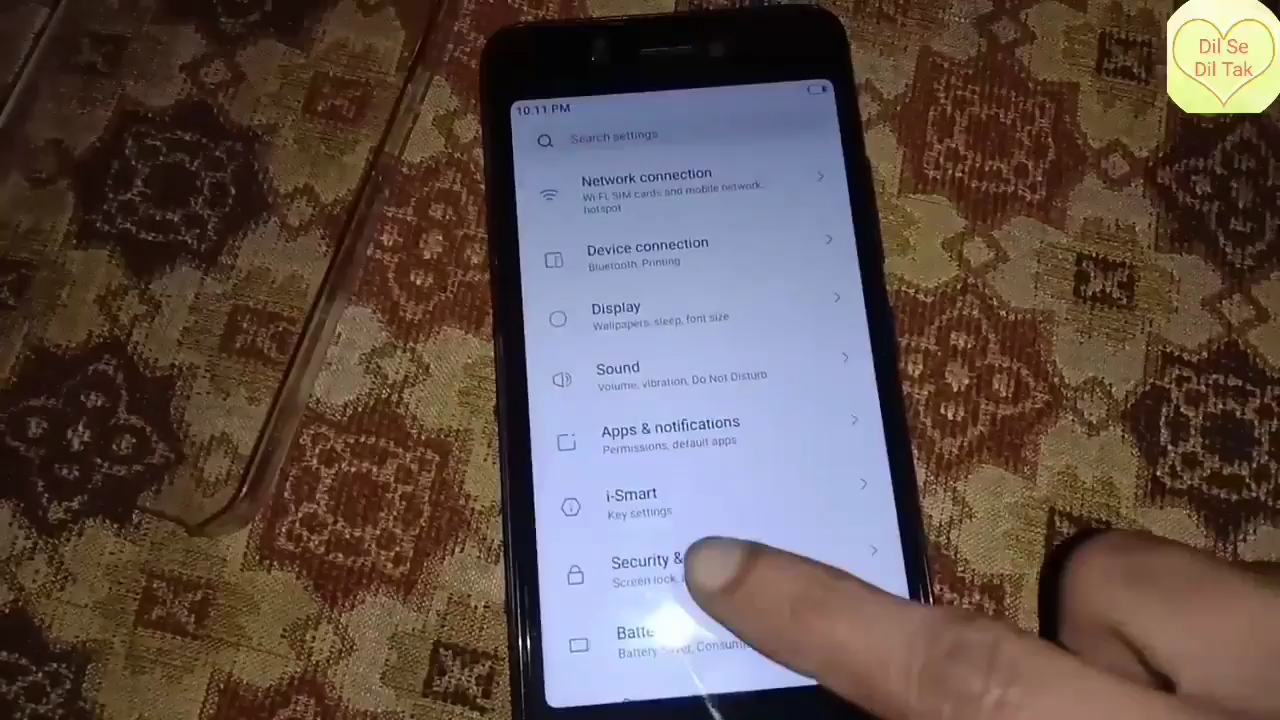 Dil Se
Dil Tak
10:11 PM
Search settings
Network connection
Wi-Fi, SIM cards and mobile network,
hotspot
Device connection
Bluetooth, Printing
Display
Wallpapers, sleep, font size
Sound
Volume, vibration, Do Not Disturb
Apps & notifications
Permissions, default apps
i-Smart
Key settings
Security &
Screen lock,
Battery